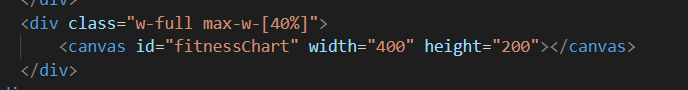 <div class="w-full max-w-[40%]">
<canvas id="fitnessChart" width="400" height="200"></canvas>
</div>